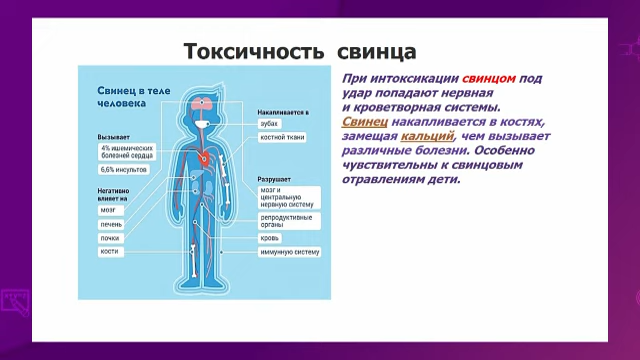 Токсичность свинца
Свинец в теле
человека
Вызывает
4% ишемических
болезней сердца
6,6% инсультов
Негативно
влияет на
мозг
печень
почки
кости
Накапливается в
зубах
костной ткани
Разрушает
мозг и
центральную
нервную систему
репродуктивные
органы
кровь
иммунную систему
При интоксикации свинцом под
удар попадают нервная
и кроветворная системы.
Свинец накапливается в костях,
замещая кальций, чем вызывает
различные болезни. Особенно
чувствительны к свинцовым
отравлениям дети.